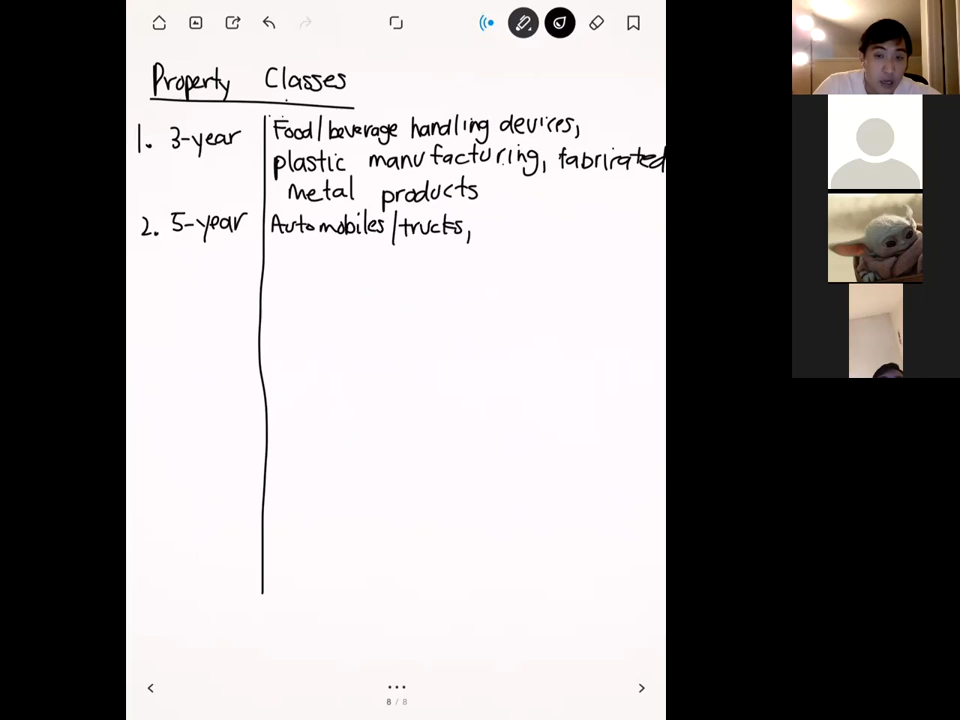 Property Classes
1. 3-year Food/beverage handling devices,
plastic manufacturing, fabrirated
metal products
2. 5-year Automobiles/trucks,
8 / 8